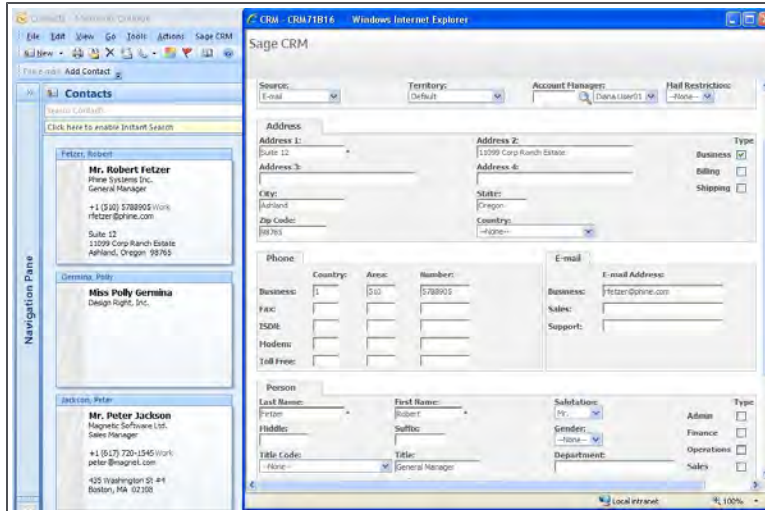 Contacts - Microsoft Outlook
File Edit View Go Tools Actions Sage CRM
New
Add Contact
Contacts
Search Contacts
Click here to enable Instant Search
Navigation Pane
Fetzer, Robert
Mr. Robert Fetzer
Phine Systems Inc.
General Manager
+1 (510) 5788905 Work
rfetzer@phine.com
Suite 12
11099 Corp Ranch Estate
Ashland, Oregon 98765
Germina, Polly
Miss Polly Germina
Design Right, Inc.
Jackson, Peter
Mr. Peter Jackson
Magnetic Software Ltd.
Sales Manager
+1 (617) 720-1545 Work
peter@magnet.com
435 Washington St #4
Boston, MA 02108
CRM - CRM71B16 Windows Internet Explorer
Sage CRM
Source: Territory: Account Manager: Mail Restriction:
E-mail Default Diana User01 --None--
Address
Address 1: Address 2: Type
Suite 12 * 11099 Corp Ranch Estate Business
Address 3: Address 4: Billing
Shipping
City: State:
Ashland Oregon
Zip Code: Country:
98765 --None--
Phone E-mail
Country: Area: Number: E-mail Address:
Business: 1 510 5788905 Business: rfetzer@phine.com
Fax: Sales:
ISDN: Support:
Modem:
Toll Free:
Person
Last Name: First Name: Salutation: Type
Fetzer * Robert * Mr. Admin
Middle: Suffix: Gender: Finance
--None-- Operations
Title Code: Title: Department:
--None-- General Manager Sales
Local intranet 100%